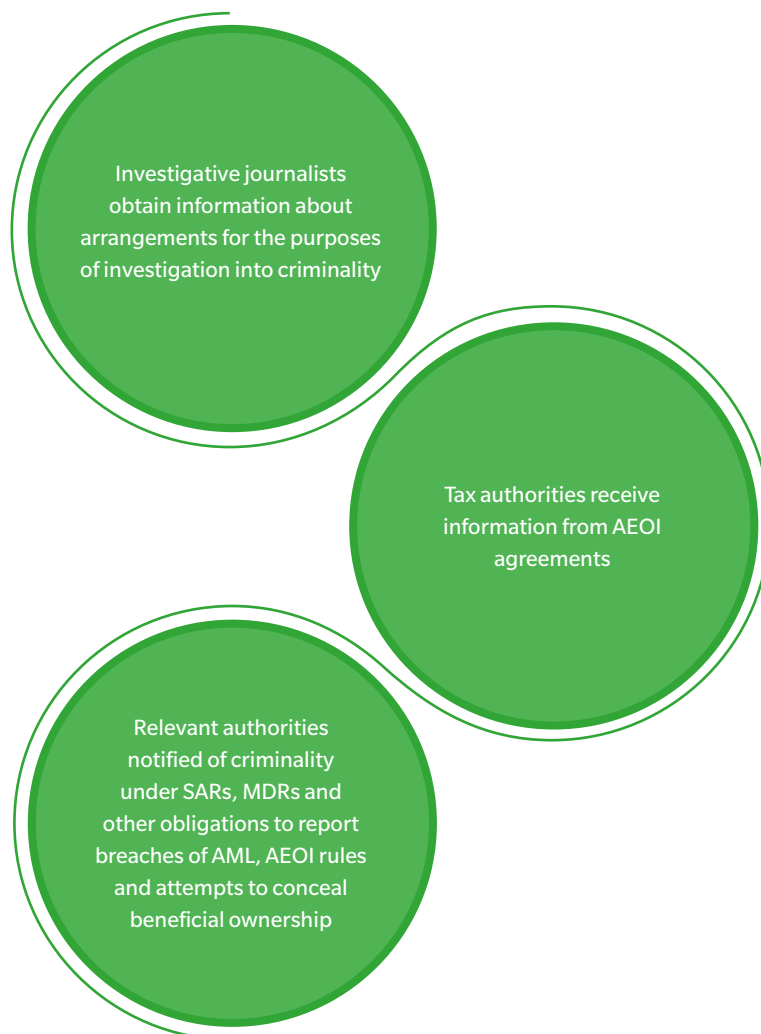 Investigative journalists
obtain information about
arrangements for the purposes
of investigation into criminality
Tax authorities receive
information from AEOI
agreements
Relevant authorities
notified of criminality
under SARs, MDRs and
other obligations to report
breaches of AML, AEOI rules
and attempts to conceal
beneficial ownership